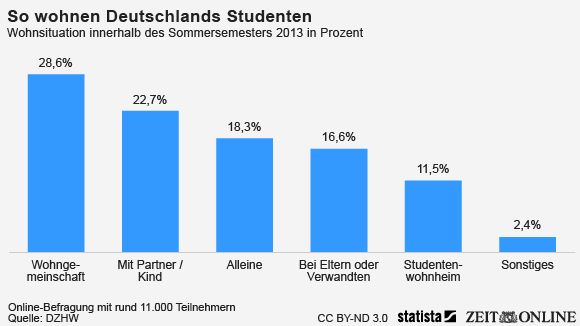 So wohnen Deutschlands Studenten
Wohnsituation innerhalb des Sommersemesters 2013 in Prozent
28,6%
22,7%
18,3%
16,6%
11,5%
2,4%
Wohnge-
meinschaft
Mit Partner /
Kind
Alleine
Bei Eltern oder
Verwandten
Studenten-
wohnheim
Sonstiges
Online-Befragung mit rund 11.000 Teilnehmern
Quelle: DZHW
CC BY-ND 3.0
statista
ZEIT ONLINE